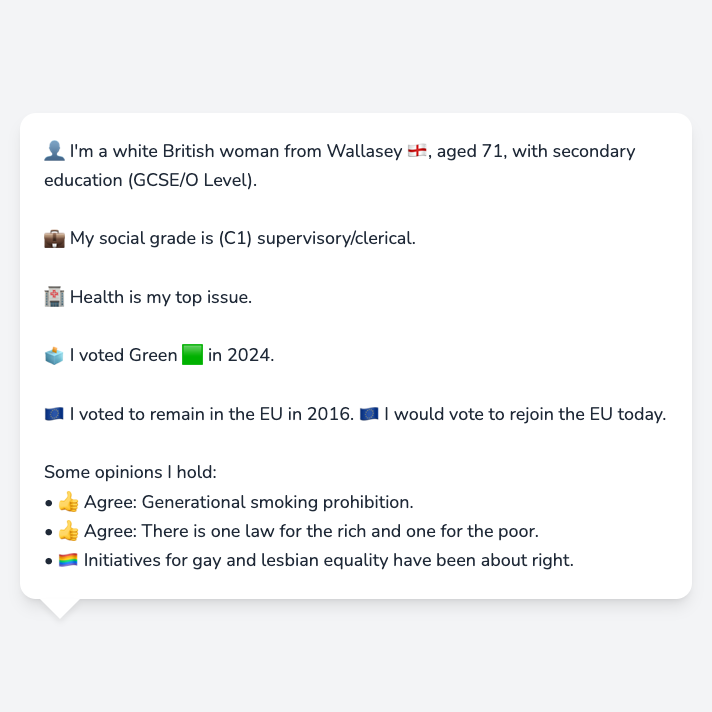 👤 I'm a white British woman from Wallasey 🏴󠁧󠁢󠁥󠁮󠁧󠁿, aged 71, with secondary
education (GCSE/O Level).
💼 My social grade is (C1) supervisory/clerical.
🏥 Health is my top issue.
🗳️ I voted Green 🟩 in 2024.
🇪🇺 I voted to remain in the EU in 2016. 🇪🇺 I would vote to rejoin the EU today.
Some opinions I hold:
• 👍 Agree: Generational smoking prohibition.
• 👍 Agree: There is one law for the rich and one for the poor.
• 🏳️‍🌈 Initiatives for gay and lesbian equality have been about right.